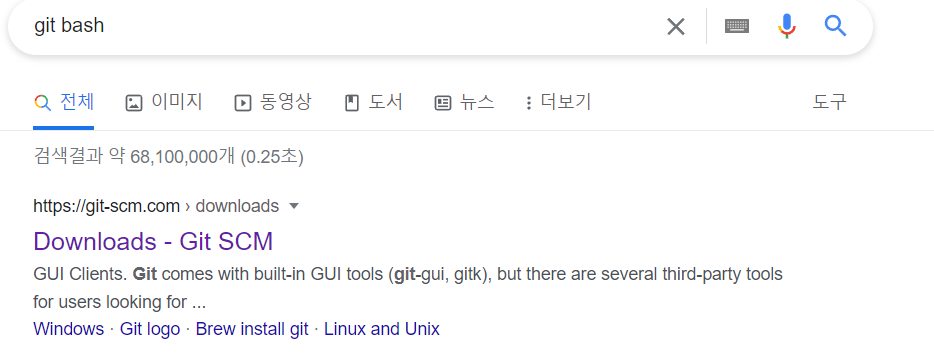 git bash
전체 이미지 동영상 도서 뉴스 더보기 도구
검색결과 약 68,100,000개 (0.25초)
https://git-scm.com › downloads
Downloads - Git SCM
GUI Clients. Git comes with built-in GUI tools (git-gui, gitk), but there are several third-party tools
for users looking for ...
Windows · Git logo · Brew install git · Linux and Unix